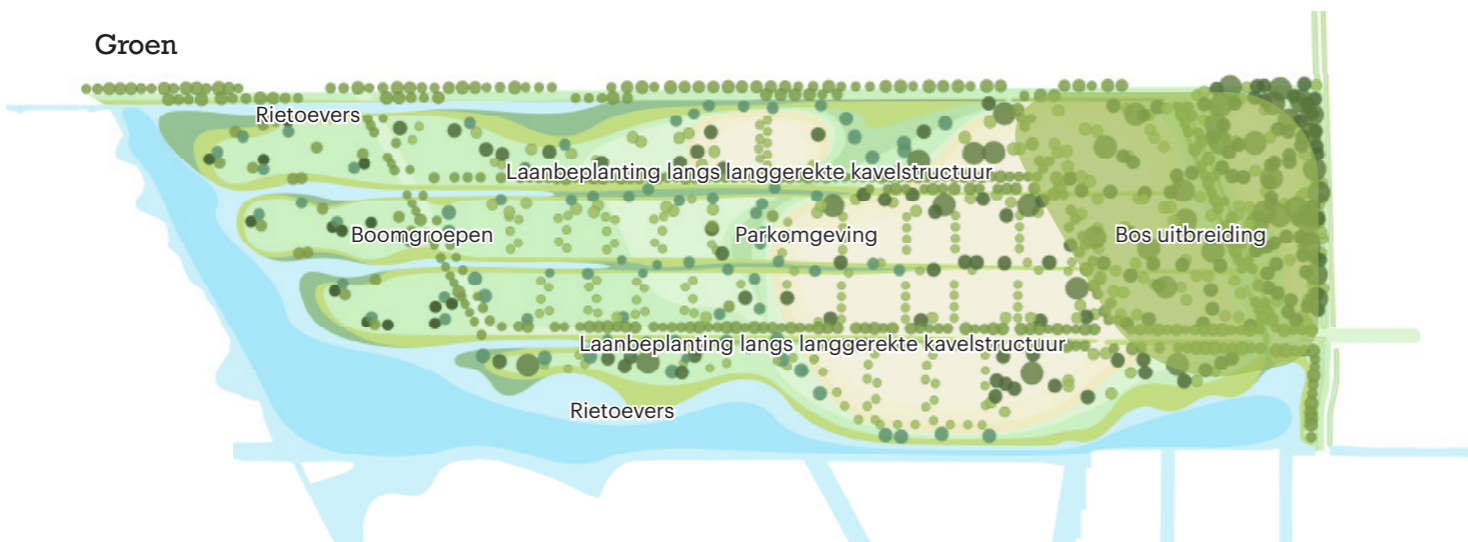 Groen
Rietoevers
Laanbeplanting langs langgerekte kavelstructuur
Boomgroepen
Parkomgeving
Bos uitbreiding
Laanbeplanting langs langgerekte kavelstructuur
Rietoevers